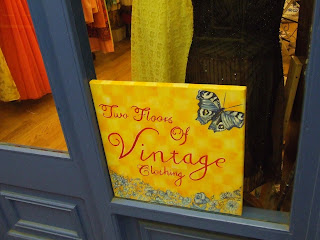 Two Floors
Of
Vintage
Clothing